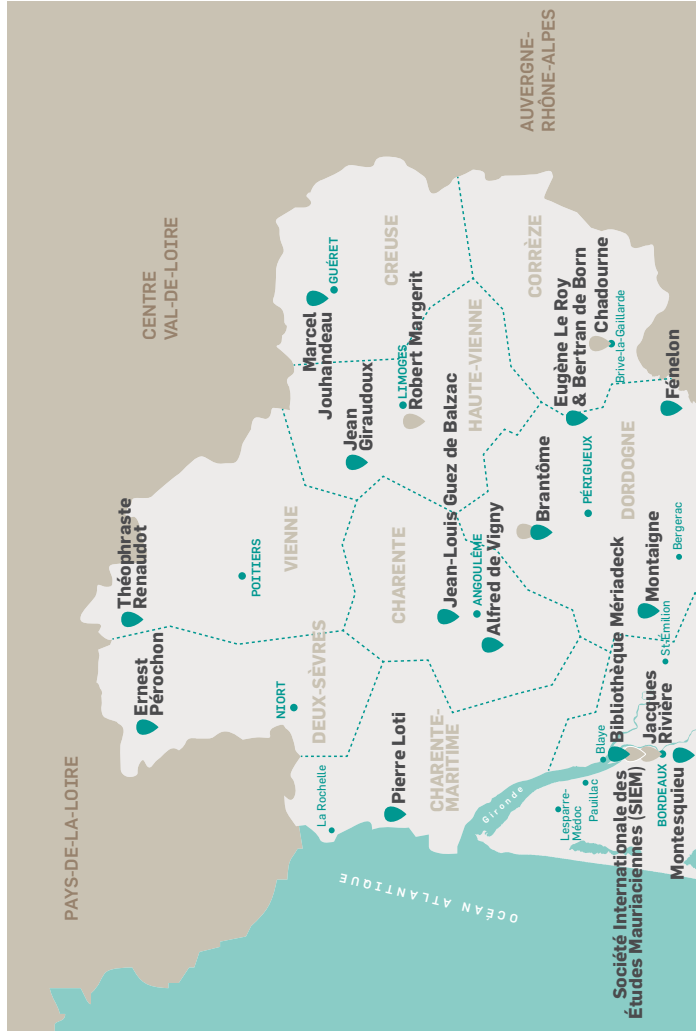 PAYS-DE-LA-LOIRE
CENTRE
VAL-DE-LOIRE
AUVERGNE-
RHÔNE-ALPES
Ernest
Pérochon
Théophraste
Renaudot
POITIERS
VIENNE
NIORT
DEUX-SÈVRES
La Rochelle
Marcel
Jouhandeau
GUÉRET
CREUSE
Jean
Giraudoux
LIMOGES
Robert Margerit
HAUTE-VIENNE
CORRÈZE
Pierre Loti
CHARENTE-
MARITIME
CHARENTE
Jean-Louis Guez de Balzac
ANGOULÊME
Alfred de Vigny
Brantôme
PÉRIGUEUX
DORDOGNE
Eugène Le Roy
& Bertran de Born
Chadourne
Brive-la-Gaillarde
Fénelon
OCÉAN ATLANTIQUE
Gironde
Lesparre-
Médoc
Pauillac
Blaye
Bibliothèque Mériadeck
Société Internationale des
Études Mauriaciennes (SIEM)
Jacques
Rivière
BORDEAUX
Montesquieu
Montaigne
St-Émilion
Bergerac